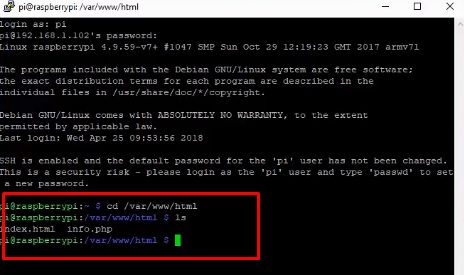 pi@raspberrypi: /var/www/html
login as: pi
pi@192.168.1.102's password:
Linux raspberrypi 4.9.59-v7+ #1047 SMP Sun Oct 29 12:19:23 GMT 2017 armv7l
The programs included with the Debian GNU/Linux system are free software;
the exact distribution terms for each program are described in the
individual files in /usr/share/doc/*/copyright.
Debian GNU/Linux comes with ABSOLUTELY NO WARRANTY, to the extent
permitted by applicable law.
Last login: Wed Apr 25 09:53:56 2018
SSH is enabled and the default password for the 'pi' user has not been changed.
This is a security risk - please login as the 'pi' user and type 'passwd' to set
a new password.
pi@raspberrypi:~ $ cd /var/www/html
pi@raspberrypi:/var/www/html $ ls
index.html info.php
pi@raspberrypi:/var/www/html $